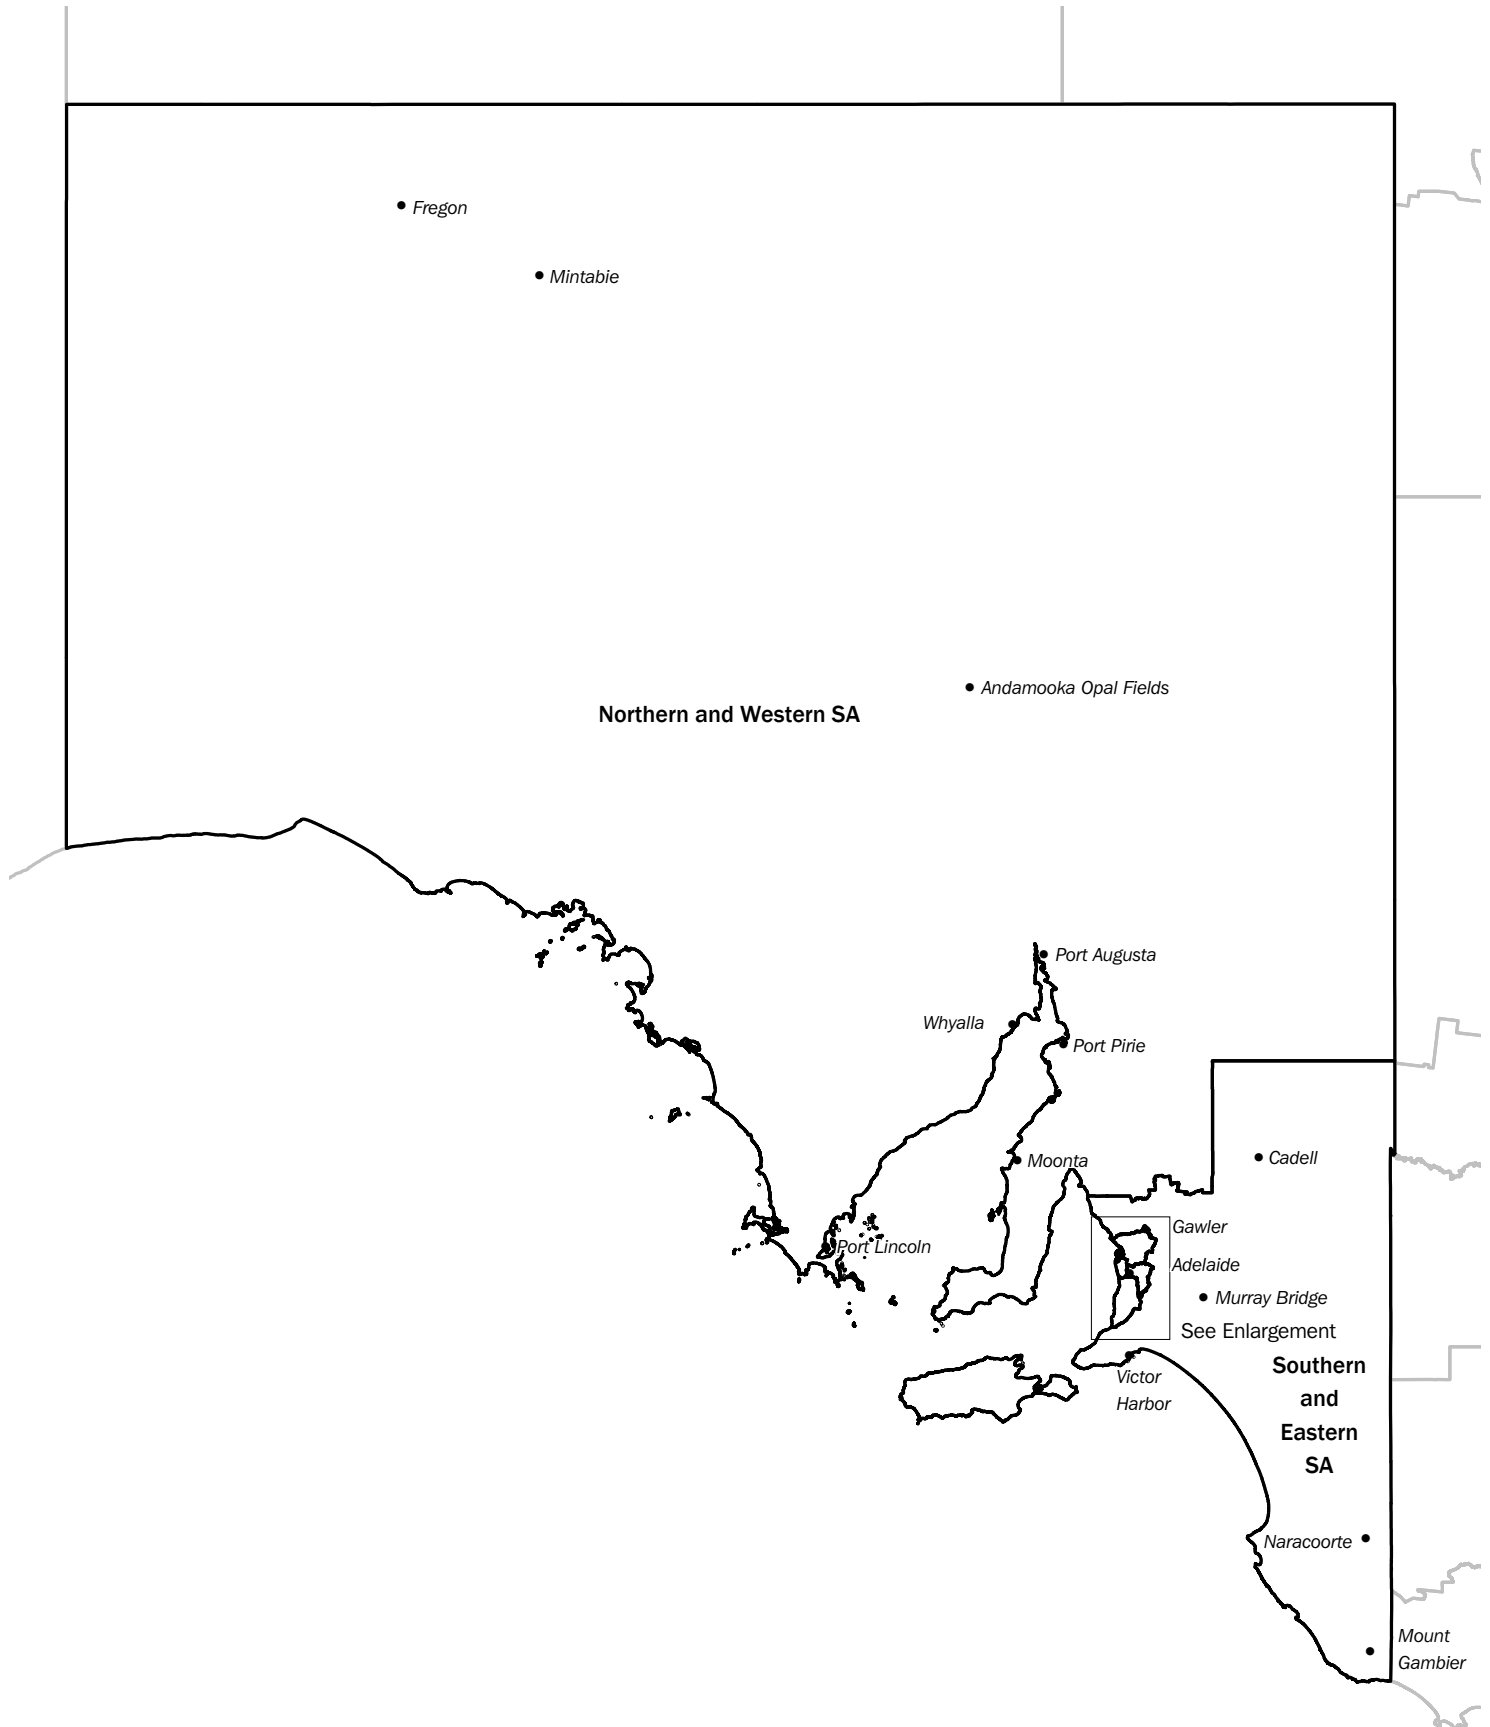 Fregon
Mintabie
Andamooka Opal Fields
Northern and Western SA
Port Augusta
Whyalla
Port Pirie
Moonta
Cadell
Gawler
Port Lincoln
Adelaide
Murray Bridge
See Enlargement
Southern
and
Eastern
SA
Victor
Harbor
Naracoorte
Mount
Gambier